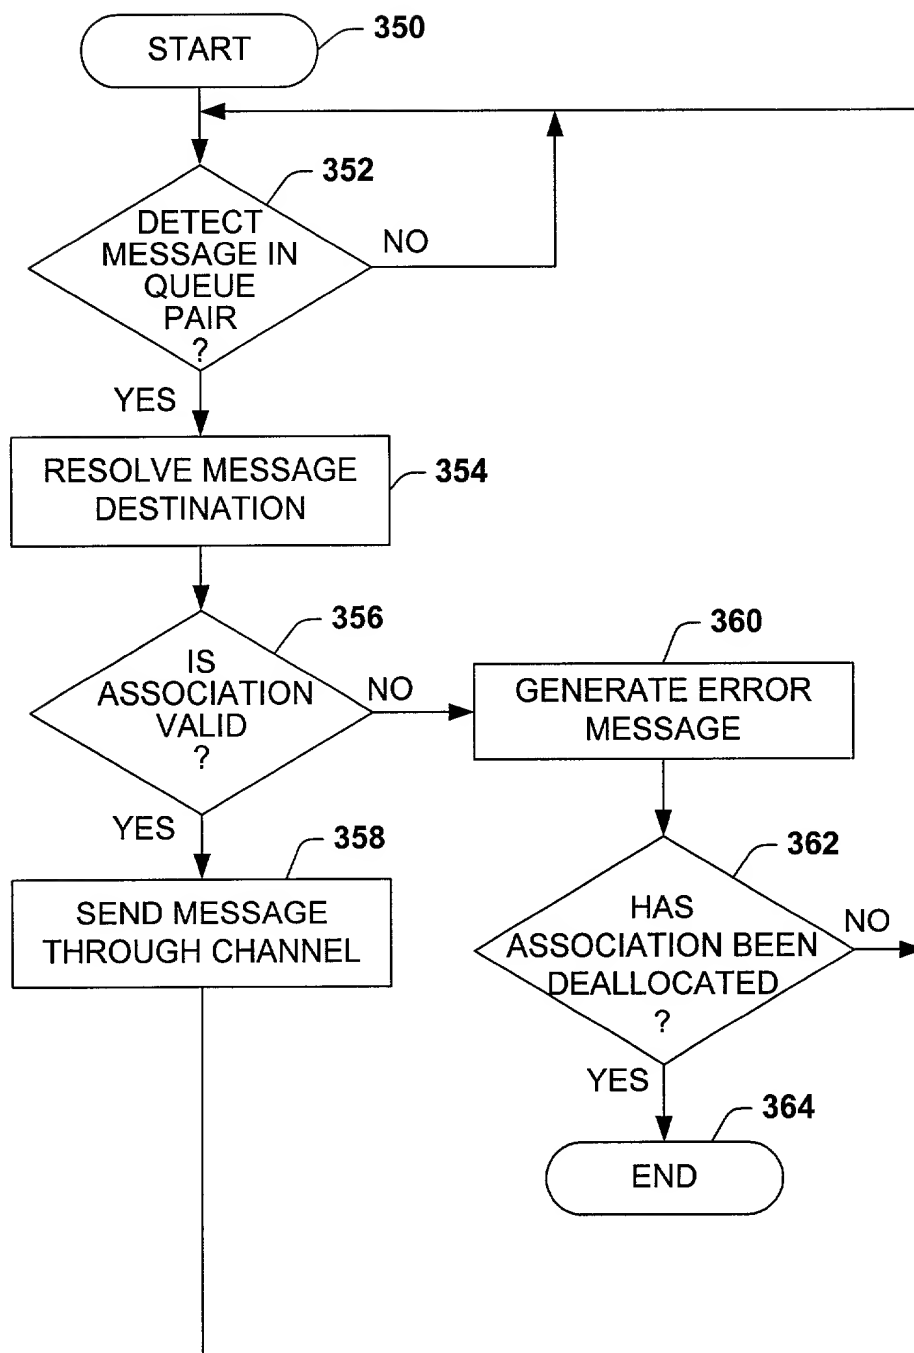 START
350
352
DETECT
MESSAGE IN
QUEUE
PAIR
?
NO
YES
RESOLVE MESSAGE
DESTINATION
354
356
IS
ASSOCIATION
VALID
?
NO
YES
360
GENERATE ERROR
MESSAGE
358
SEND MESSAGE
THROUGH CHANNEL
362
HAS
ASSOCIATION BEEN
DEALLOCATED
?
NO
YES
364
END